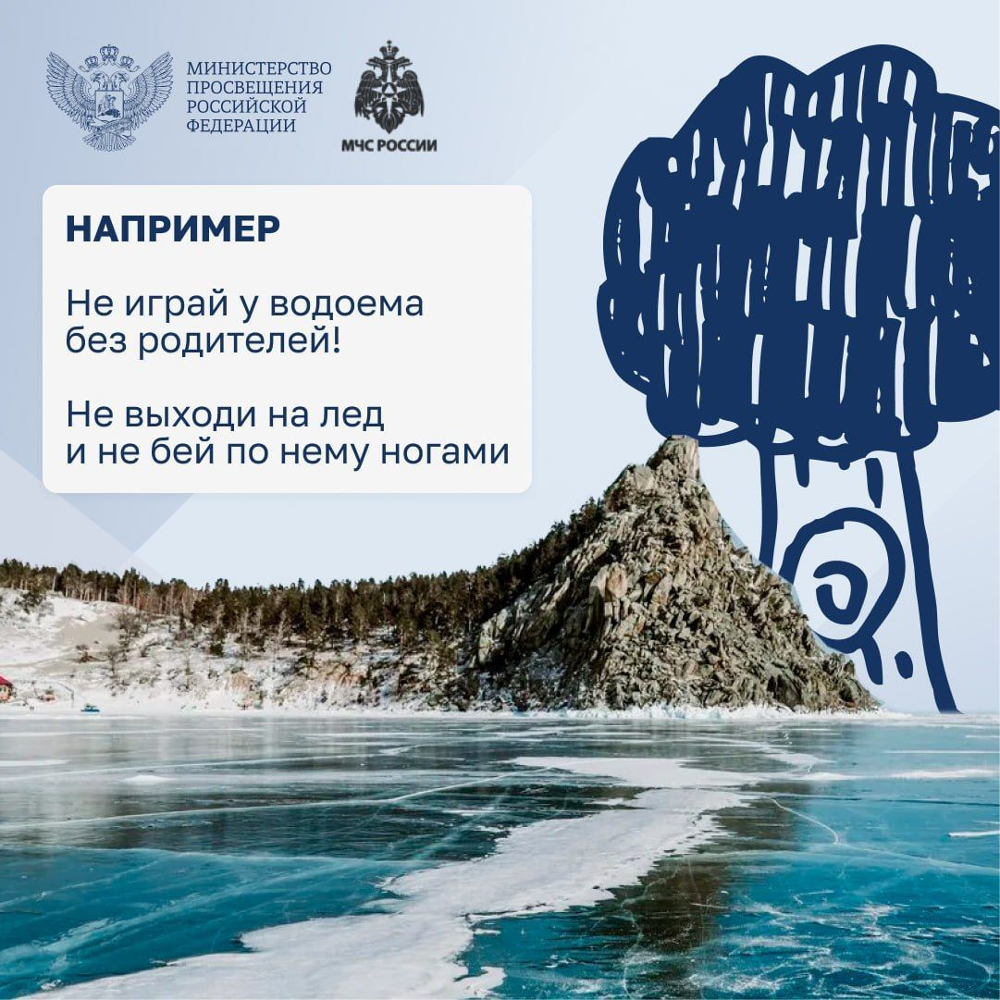 МИНИСТЕРСТВО
ПРОСВЕЩЕНИЯ
РОССИЙСКОЙ
ФЕДЕРАЦИИ
МЧС РОССИИ
НАПРИМЕР
Не играй у водоема
без родителей!
Не выходи на лед
и не бей по нему ногами